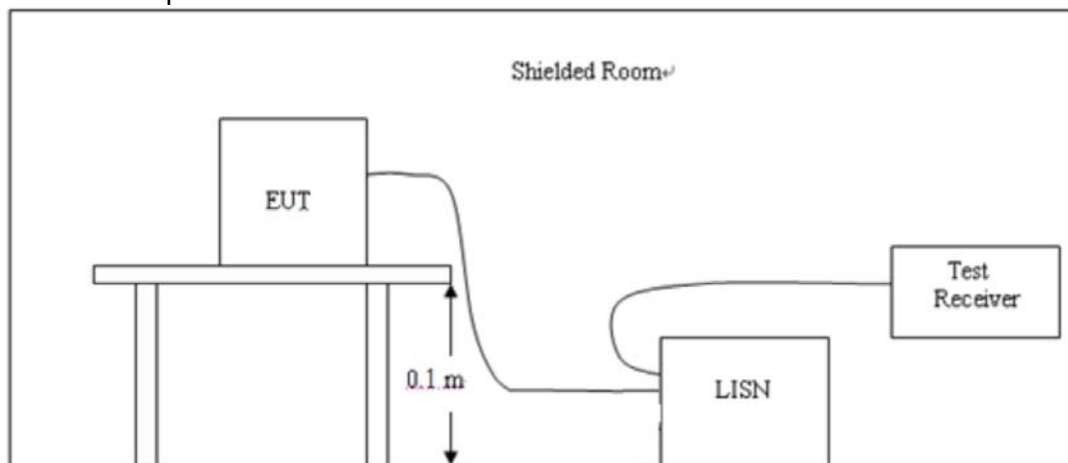 Shielded Room↵
EUT
Test
Receiver
0.1 m
LISN